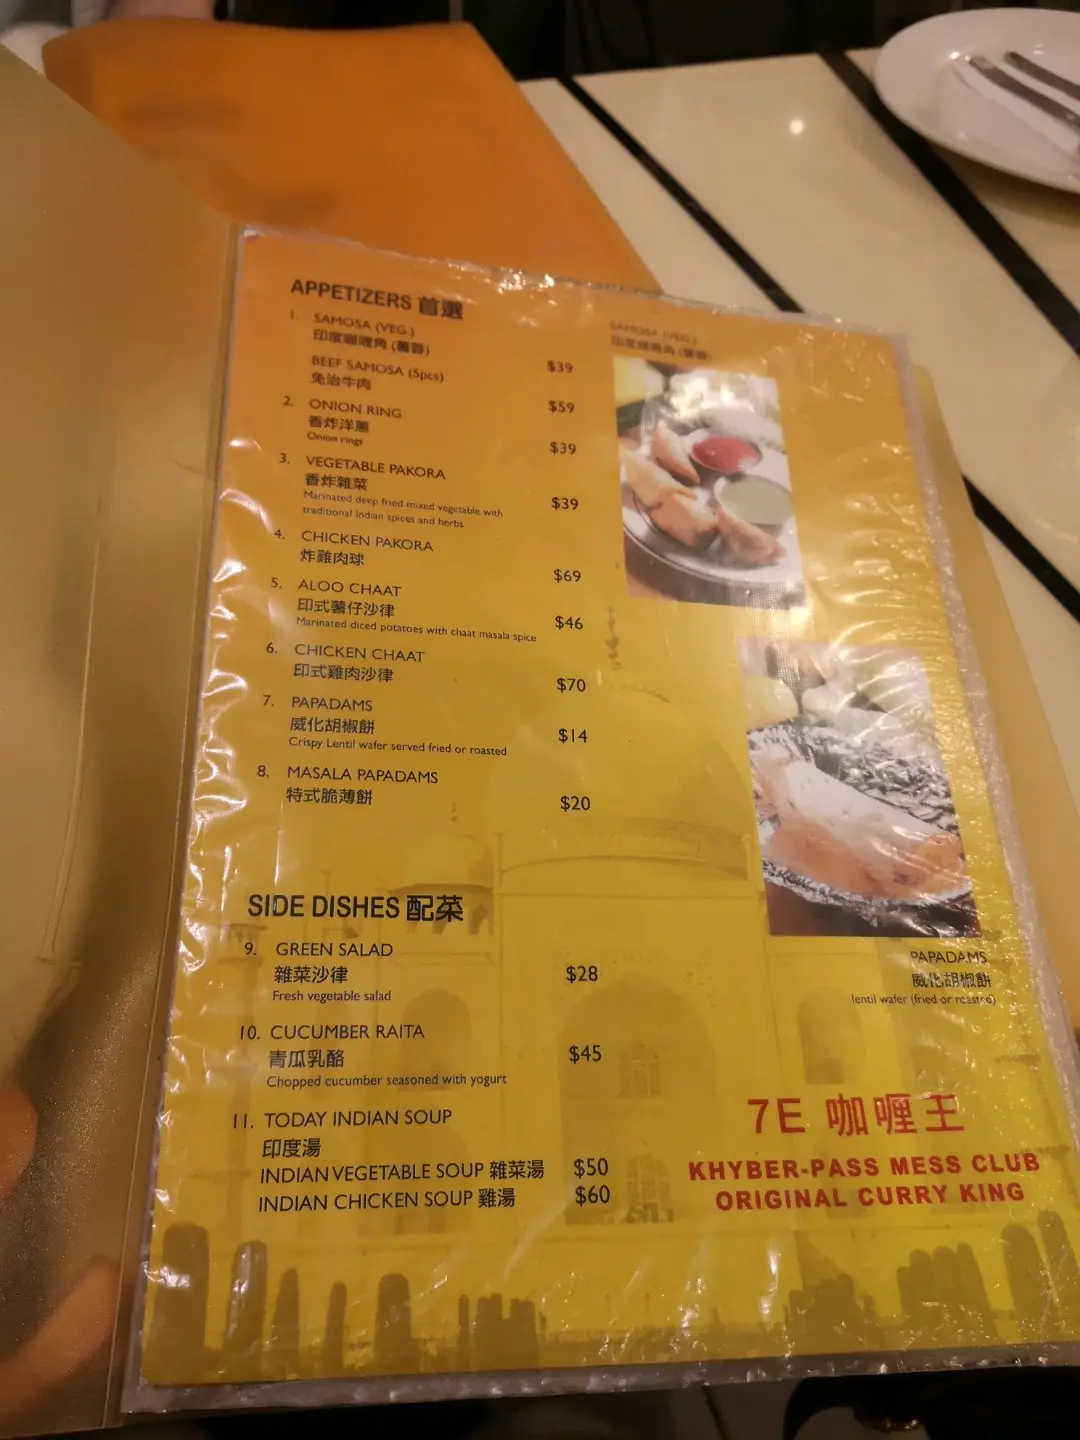 APPETIZERS 首選
1. SAMOSA (VEG.)
印度咖喱角 (薯蓉)
$39
BEEF SAMOSA (5pcs)
免治牛肉
$59
2. ONION RING
香炸洋蔥
Onion rings
$39
3. VEGETABLE PAKORA
香炸雜菜
Marinated deep fried mixed vegetable with
traditional Indian spices and herbs
$39
4. CHICKEN PAKORA
炸雞肉球
$69
5. ALOO CHAAT
印式薯仔沙律
Marinated diced potatoes with chaat masala spice
$46
6. CHICKEN CHAAT
印式雞肉沙律
$70
7. PAPADAMS
威化胡椒餅
Crispy Lentil wafer served fried or roasted
$14
8. MASALA PAPADAMS
特式脆薄餅
$20
SIDE DISHES 配菜
9. GREEN SALAD
雜菜沙律
Fresh vegetable salad
$28
10. CUCUMBER RAITA
青瓜乳酪
Chopped cucumber seasoned with yogurt
$45
11. TODAY INDIAN SOUP
印度湯
INDIAN VEGETABLE SOUP 雜菜湯 $50
INDIAN CHICKEN SOUP 雞湯 $60
SAMOSA (VEG.)
印度咖喱角 (薯蓉)
PAPADAMS
威化胡椒餅
lentil wafer (fried or roasted)
7E 咖喱王
KHYBER-PASS MESS CLUB
ORIGINAL CURRY KING